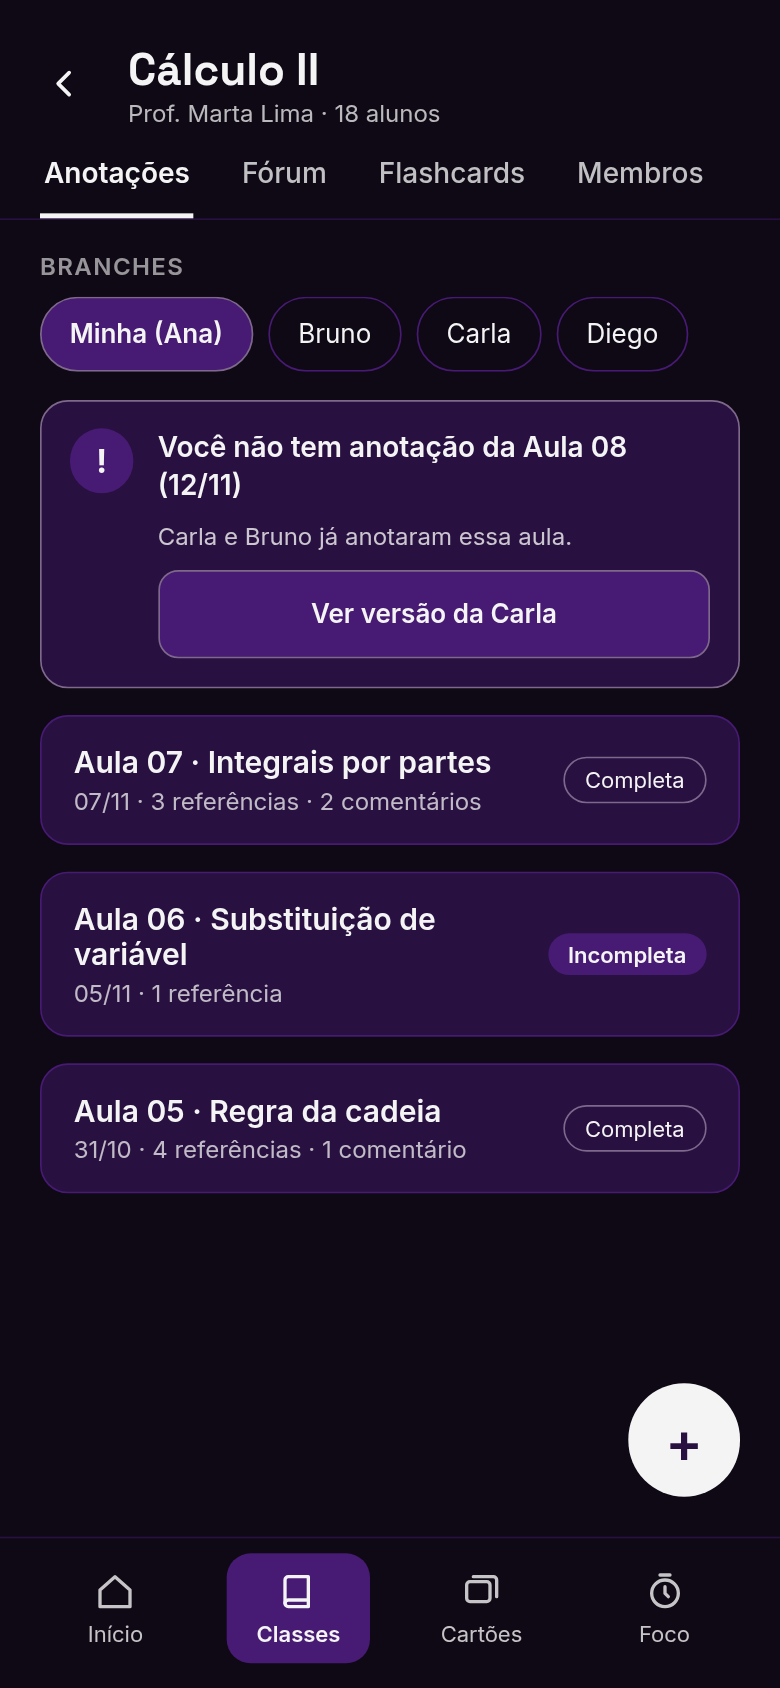 Cálculo II
Prof. Marta Lima · 18 alunos
Anotações Fórum Flashcards Membros
BRANCHES
Minha (Ana) Bruno Carla Diego
!
Você não tem anotação da Aula 08
(12/11)
Carla e Bruno já anotaram essa aula.
Ver versão da Carla
Aula 07 · Integrais por partes
07/11 · 3 referências · 2 comentários
Completa
Aula 06 · Substituição de
variável
05/11 · 1 referência
Incompleta
Aula 05 · Regra da cadeia
31/10 · 4 referências · 1 comentário
Completa
+
Início Classes Cartões Foco